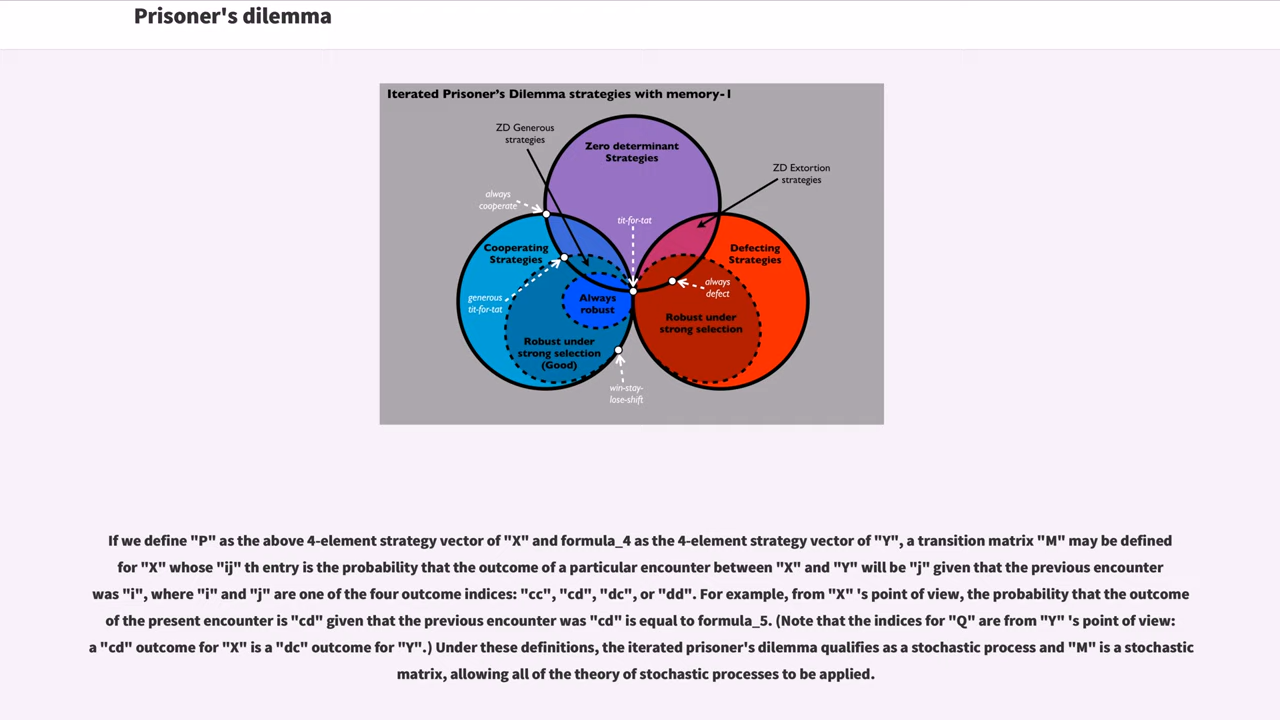 Prisoner's dilemma
Iterated Prisoner's Dilemma strategies with memory-1
ZD Generous
strategies
Zero determinant
Strategies
ZD Extortion
strategies
always
cooperate
tit-for-tat
Cooperating
Strategies
Defecting
Strategies
generous
tit-for-tat
Always
robust
always
defect
Robust under
strong selection
Robust under
strong selection
(Good)
win-stay-
lose-shift
If we define "P" as the above 4-element strategy vector of "X" and formula_4 as the 4-element strategy vector of "Y", a transition matrix "M" may be defined
for "X" whose "ij" th entry is the probability that the outcome of a particular encounter between "X" and "Y" will be "j" given that the previous encounter
was "i", where "i" and "j" are one of the four outcome indices: "cc", "cd", "dc", or "dd". For example, from "X" 's point of view, the probability that the outcome
of the present encounter is "cd" given that the previous encounter was "cd" is equal to formula_5. (Note that the indices for "Q" are from "Y" 's point of view:
a "cd" outcome for "X" is a "dc" outcome for "Y".) Under these definitions, the iterated prisoner's dilemma qualifies as a stochastic process and "M" is a stochastic
matrix, allowing all of the theory of stochastic processes to be applied.